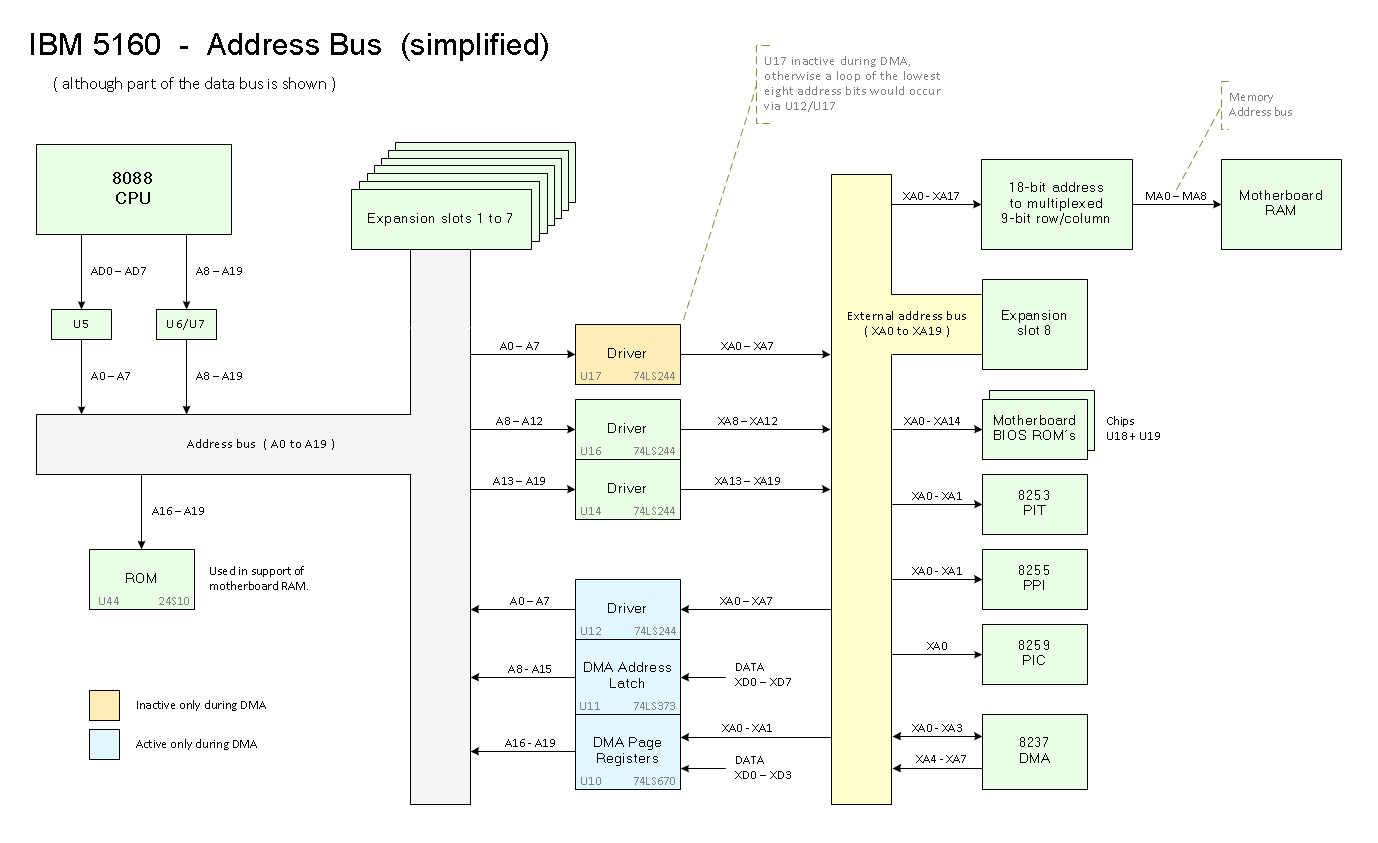 IBM 5160 - Address Bus (simplified)
( although part of the data bus is shown )
U17 inactive during DMA,
otherwise a loop of the lowest
eight address bits would occur
via U12/U17
Memory
Address bus
8088
CPU
AD0 – AD7
A8 – A19
U5
U6/U7
A0 – A7
A8 – A19
Address bus ( A0 to A19 )
A16 – A19
ROM
U44 24S10
Used in support of
motherboard RAM.
Inactive only during DMA
Active only during DMA
Expansion slots 1 to 7
A0 – A7
Driver
U17 74LS244
XA0 – XA7
A8 – A12
Driver
U16 74LS244
XA8 – XA12
A13 – A19
Driver
U14 74LS244
XA13 – XA19
A0 – A7
Driver
U12 74LS244
XA0 – XA7
A8 - A15
DMA Address
Latch
U11 74LS373
DATA
XD0 – XD7
A16 - A19
DMA Page
Registers
U10 74LS670
XA0 - XA1
DATA
XD0 – XD3
External address bus
( XA0 to XA19 )
XA0 - XA17
18-bit address
to multiplexed
9-bit row/column
MA0 – MA8
Motherboard
RAM
Expansion
slot 8
XA0 - XA14
Motherboard
BIOS ROM´s
Chips
U18 + U19
XA0 - XA1
8253
PIT
XA0 - XA1
8255
PPI
XA0
8259
PIC
XA0 - XA3
XA4 - XA7
8237
DMA